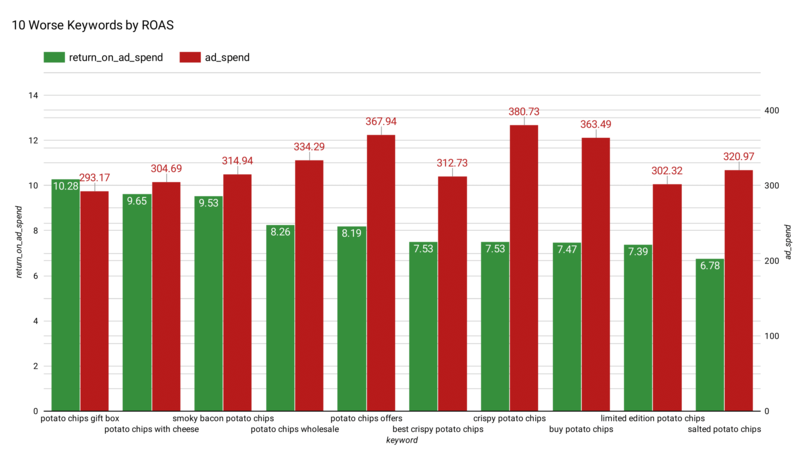 10 Worse Keywords by ROAS
return_on_ad_spend ad_spend
14
12
10
8
6
4
2
0
return_on_ad_spend
400
300
200
100
0
ad_spend
10.28 293.17
9.65 304.69
9.53 314.94
8.26 334.29
8.19 367.94
7.53 312.73
7.53 380.73
7.47 363.49
7.39 302.32
6.78 320.97
potato chips gift box
potato chips with cheese
smoky bacon potato chips
potato chips wholesale
potato chips offers
best crispy potato chips
crispy potato chips
buy potato chips
limited edition potato chips
salted potato chips
keyword